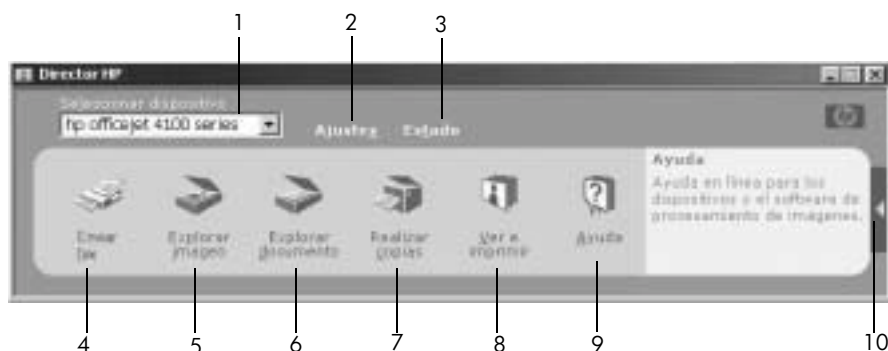 1
2
3
Director HP
Seleccionar dispositivo
hp officejet 4100 series
Ajustes
Estado
hp
Enviar fax
Explorar imagen
Explorar documento
Realizar copias
Ver e imprimir
Ayuda
Ayuda
Ayuda en línea para los
dispositivos o el software de
procesamiento de imágenes.
4
5
6
7
8
9
10